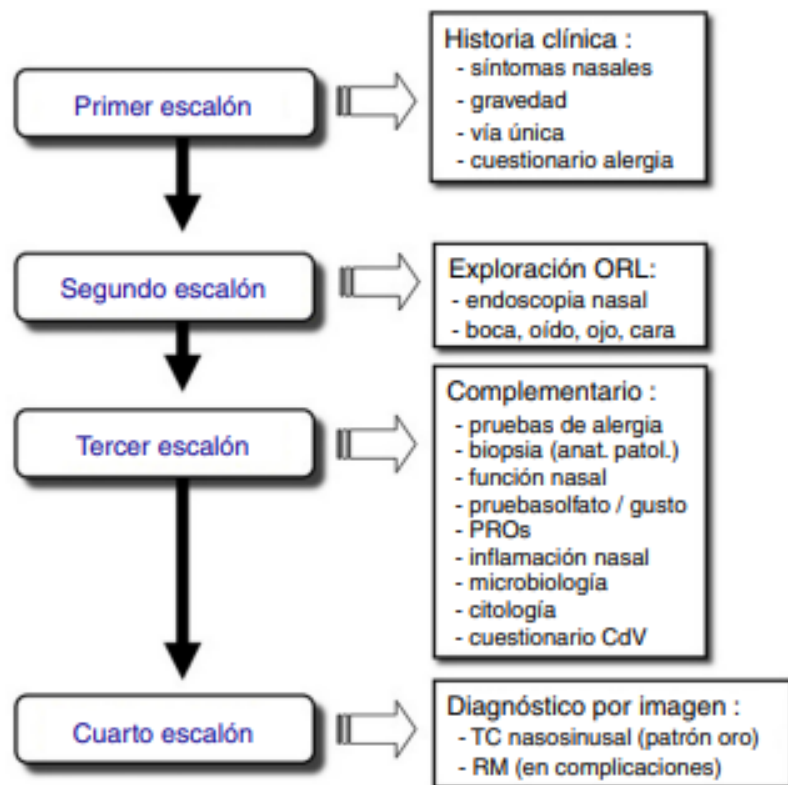 Primer escalón
Historia clínica :
- síntomas nasales
- gravedad
- vía única
- cuestionario alergia
Segundo escalón
Exploración ORL:
- endoscopia nasal
- boca, oído, ojo, cara
Tercer escalón
Complementario :
- pruebas de alergia
- biopsia (anat. patol.)
- función nasal
- pruebasolfato / gusto
- PROs
- inflamación nasal
- microbiología
- citología
- cuestionario CdV
Cuarto escalón
Diagnóstico por imagen :
- TC nasosinusal (patrón oro)
- RM (en complicaciones)